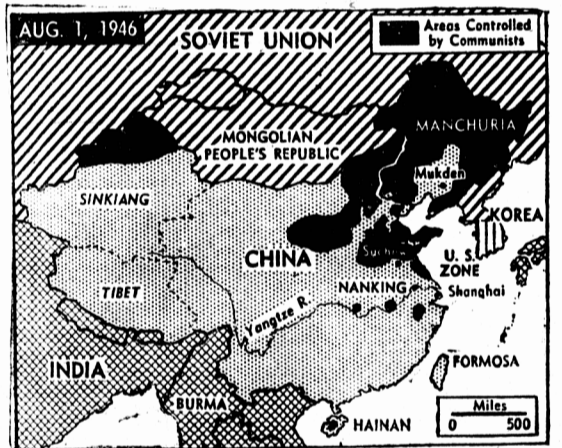 AUG. 1, 1946
Areas Controlled
by Communists
SOVIET UNION
MANCHURIA
MONGOLIAN
PEOPLE'S REPUBLIC
Mukden
SINKIANG
KOREA
CHINA
U. S.
ZONE
TIBET
NANKING
Shanghai
Yangtze R.
INDIA
FORMOSA
BURMA
Miles
0 500
HAINAN